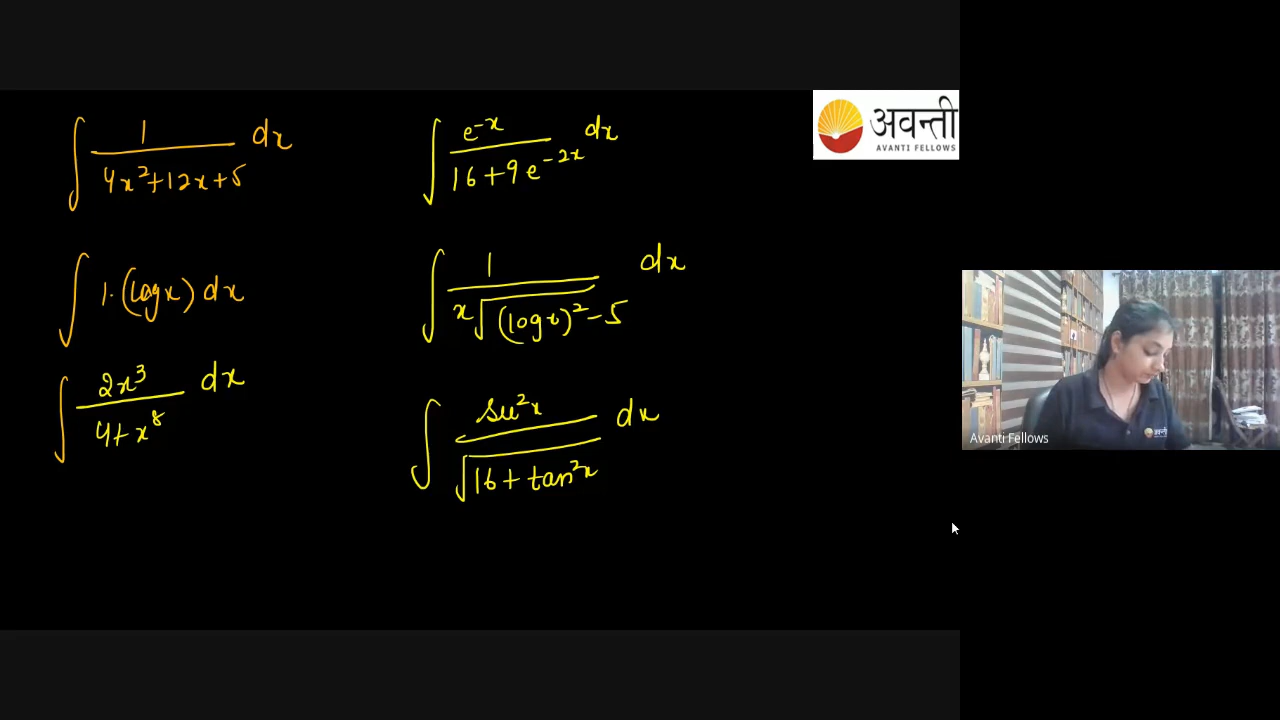 ∫ 1/(4x²+12x+5) dx
∫ 1·(log x) dx
∫ 2x³/(4+x⁸) dx
∫ e⁻ˣ/(16+9e⁻²ˣ) dx
∫ 1/(x√((log x)²-5)) dx
∫ sec²x/√(16+tan²x) dx
अवन्ती
AVANTI FELLOWS
Avanti Fellows